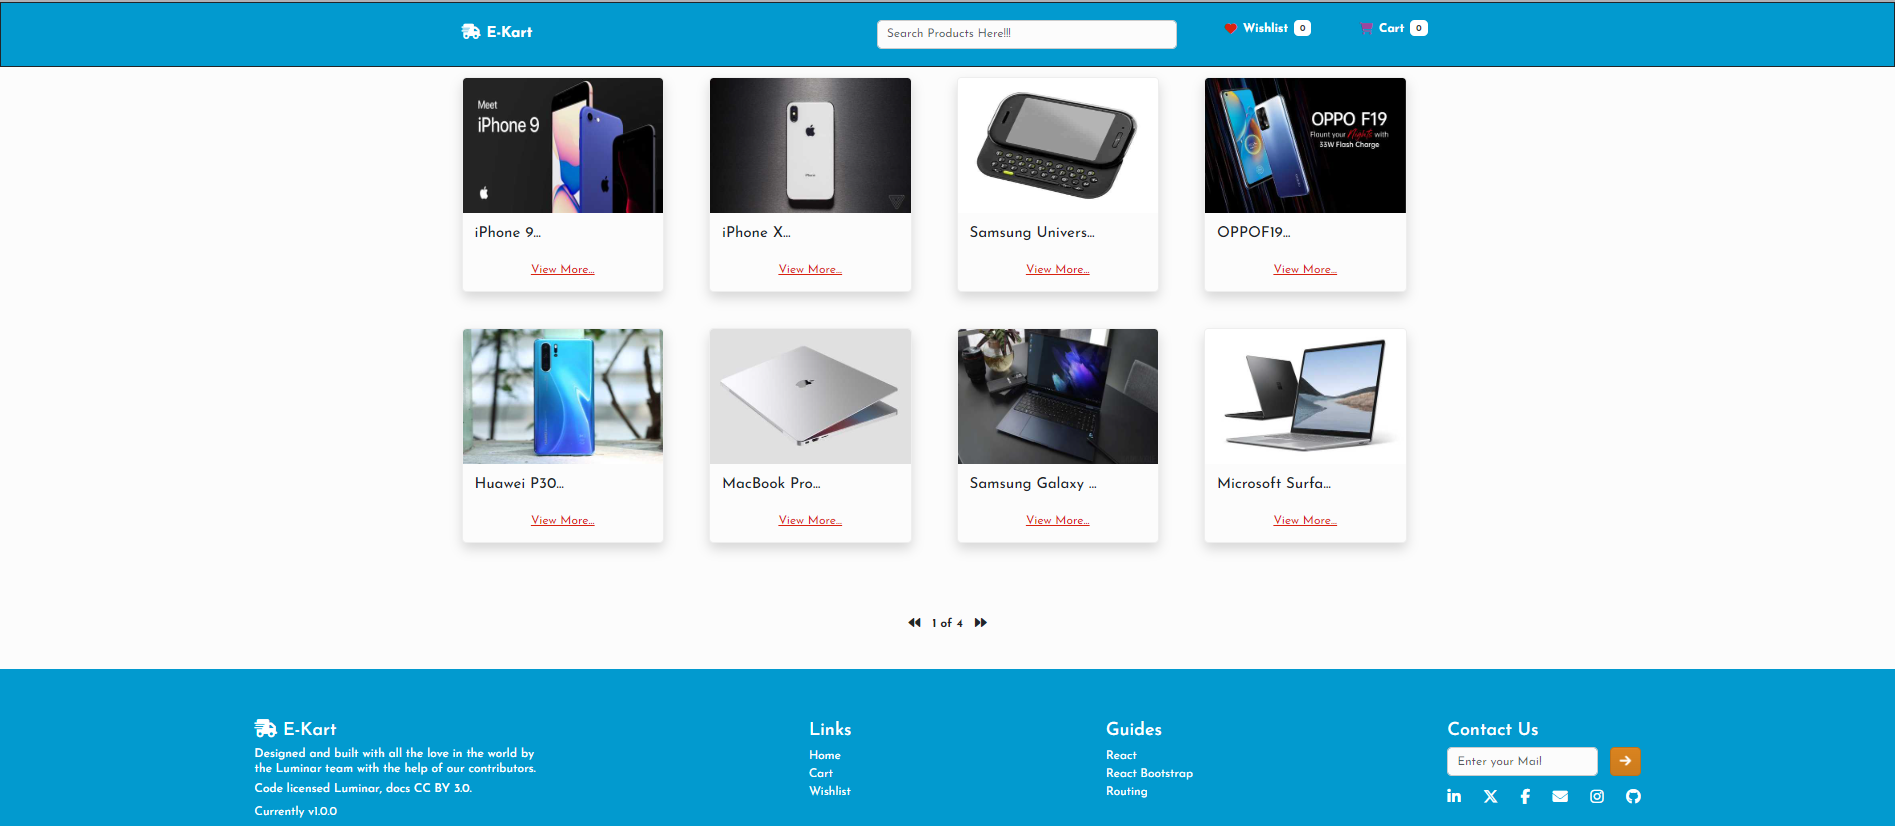 E-Kart
Search Products Here!!!
Wishlist 0
Cart 0
Meet
iPhone 9
iPhone
OPPO F19
Flaunt your Nights with
33W Flash Charge
iPhone 9...
iPhone X...
Samsung Univers...
OPPOF19...
View More...
View More...
View More...
View More...
Huawei P30...
MacBook Pro...
Samsung Galaxy ...
Microsoft Surfa...
View More...
View More...
View More...
View More...
1 of 4
E-Kart
Designed and built with all the love in the world by
the Luminar team with the help of our contributors.
Code licensed Luminar, docs CC BY 3.0.
Currently v1.0.0
Links
Home
Cart
Wishlist
Guides
React
React Bootstrap
Routing
Contact Us
Enter your Mail